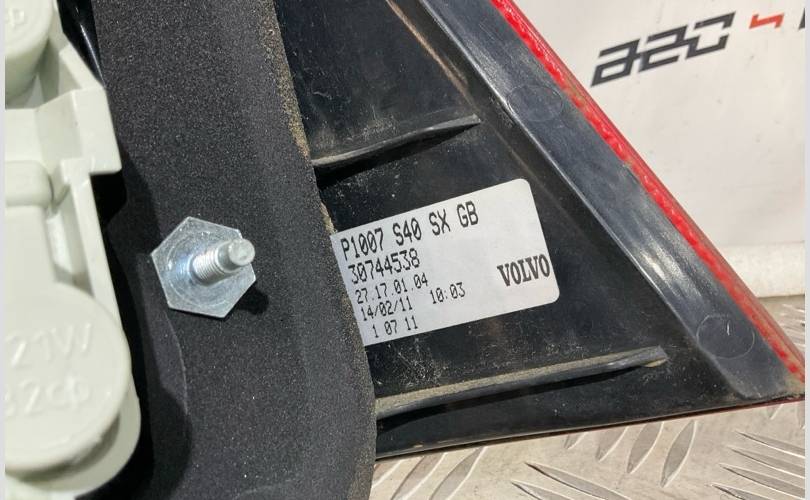 P1007 S40 SX GB
30744538
27.17.01.04
14/02/11 10:03
1 07 11
VOLVO
21W
32cp